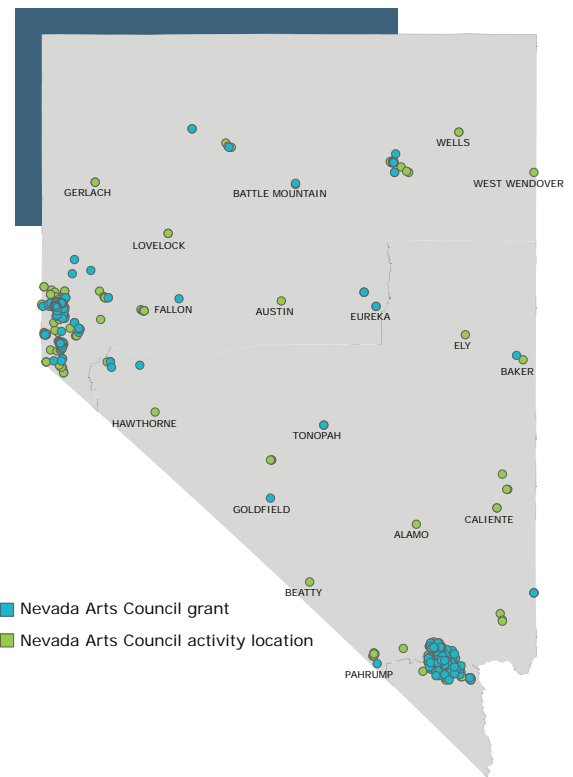 WELLS
WEST WENDOVER
GERLACH
BATTLE MOUNTAIN
LOVELOCK
FALLON
AUSTIN
EUREKA
ELY
BAKER
HAWTHORNE
TONOPAH
GOLDFIELD
CALIENTE
ALAMO
BEATTY
Nevada Arts Council grant
Nevada Arts Council activity location
PAHRUMP